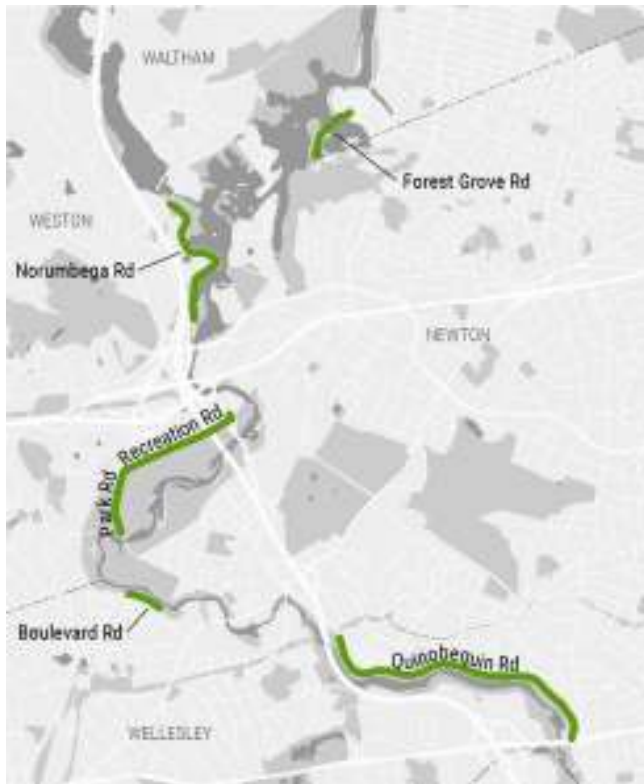 WALTHAM
Forest Grove Rd
WESTON
Norumbega Rd
NEWTON
Recreation Rd
Park Rd
Boulevard Rd
Quinobequin Rd
WELLESLEY